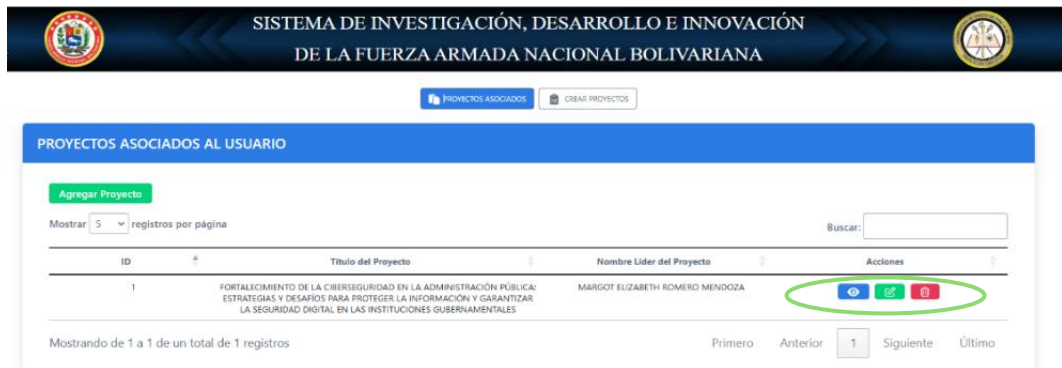 SISTEMA DE INVESTIGACIÓN, DESARROLLO E INNOVACIÓN
DE LA FUERZA ARMADA NACIONAL BOLIVARIANA
PROYECTOS ASOCIADOS
CREAR PROYECTOS
PROYECTOS ASOCIADOS AL USUARIO
Agregar Proyecto
Mostrar 5 registros por página
Buscar:
ID Título del Proyecto Nombre Lider del Proyecto Acciones
1 FORTALECIMIENTO DE LA CIBERSEGURIDAD EN LA ADMINISTRACIÓN PÚBLICA: MARGOT ELIZABETH ROMERO MENDOZA
ESTRATEGIAS Y DESAFÍOS PARA PROTEGER LA INFORMACIÓN Y GARANTIZAR
LA SEGURIDAD DIGITAL EN LAS INSTITUCIONES GUBERNAMENTALES
Mostrando de 1 a 1 de un total de 1 registros
Primero Anterior 1 Siguiente Último